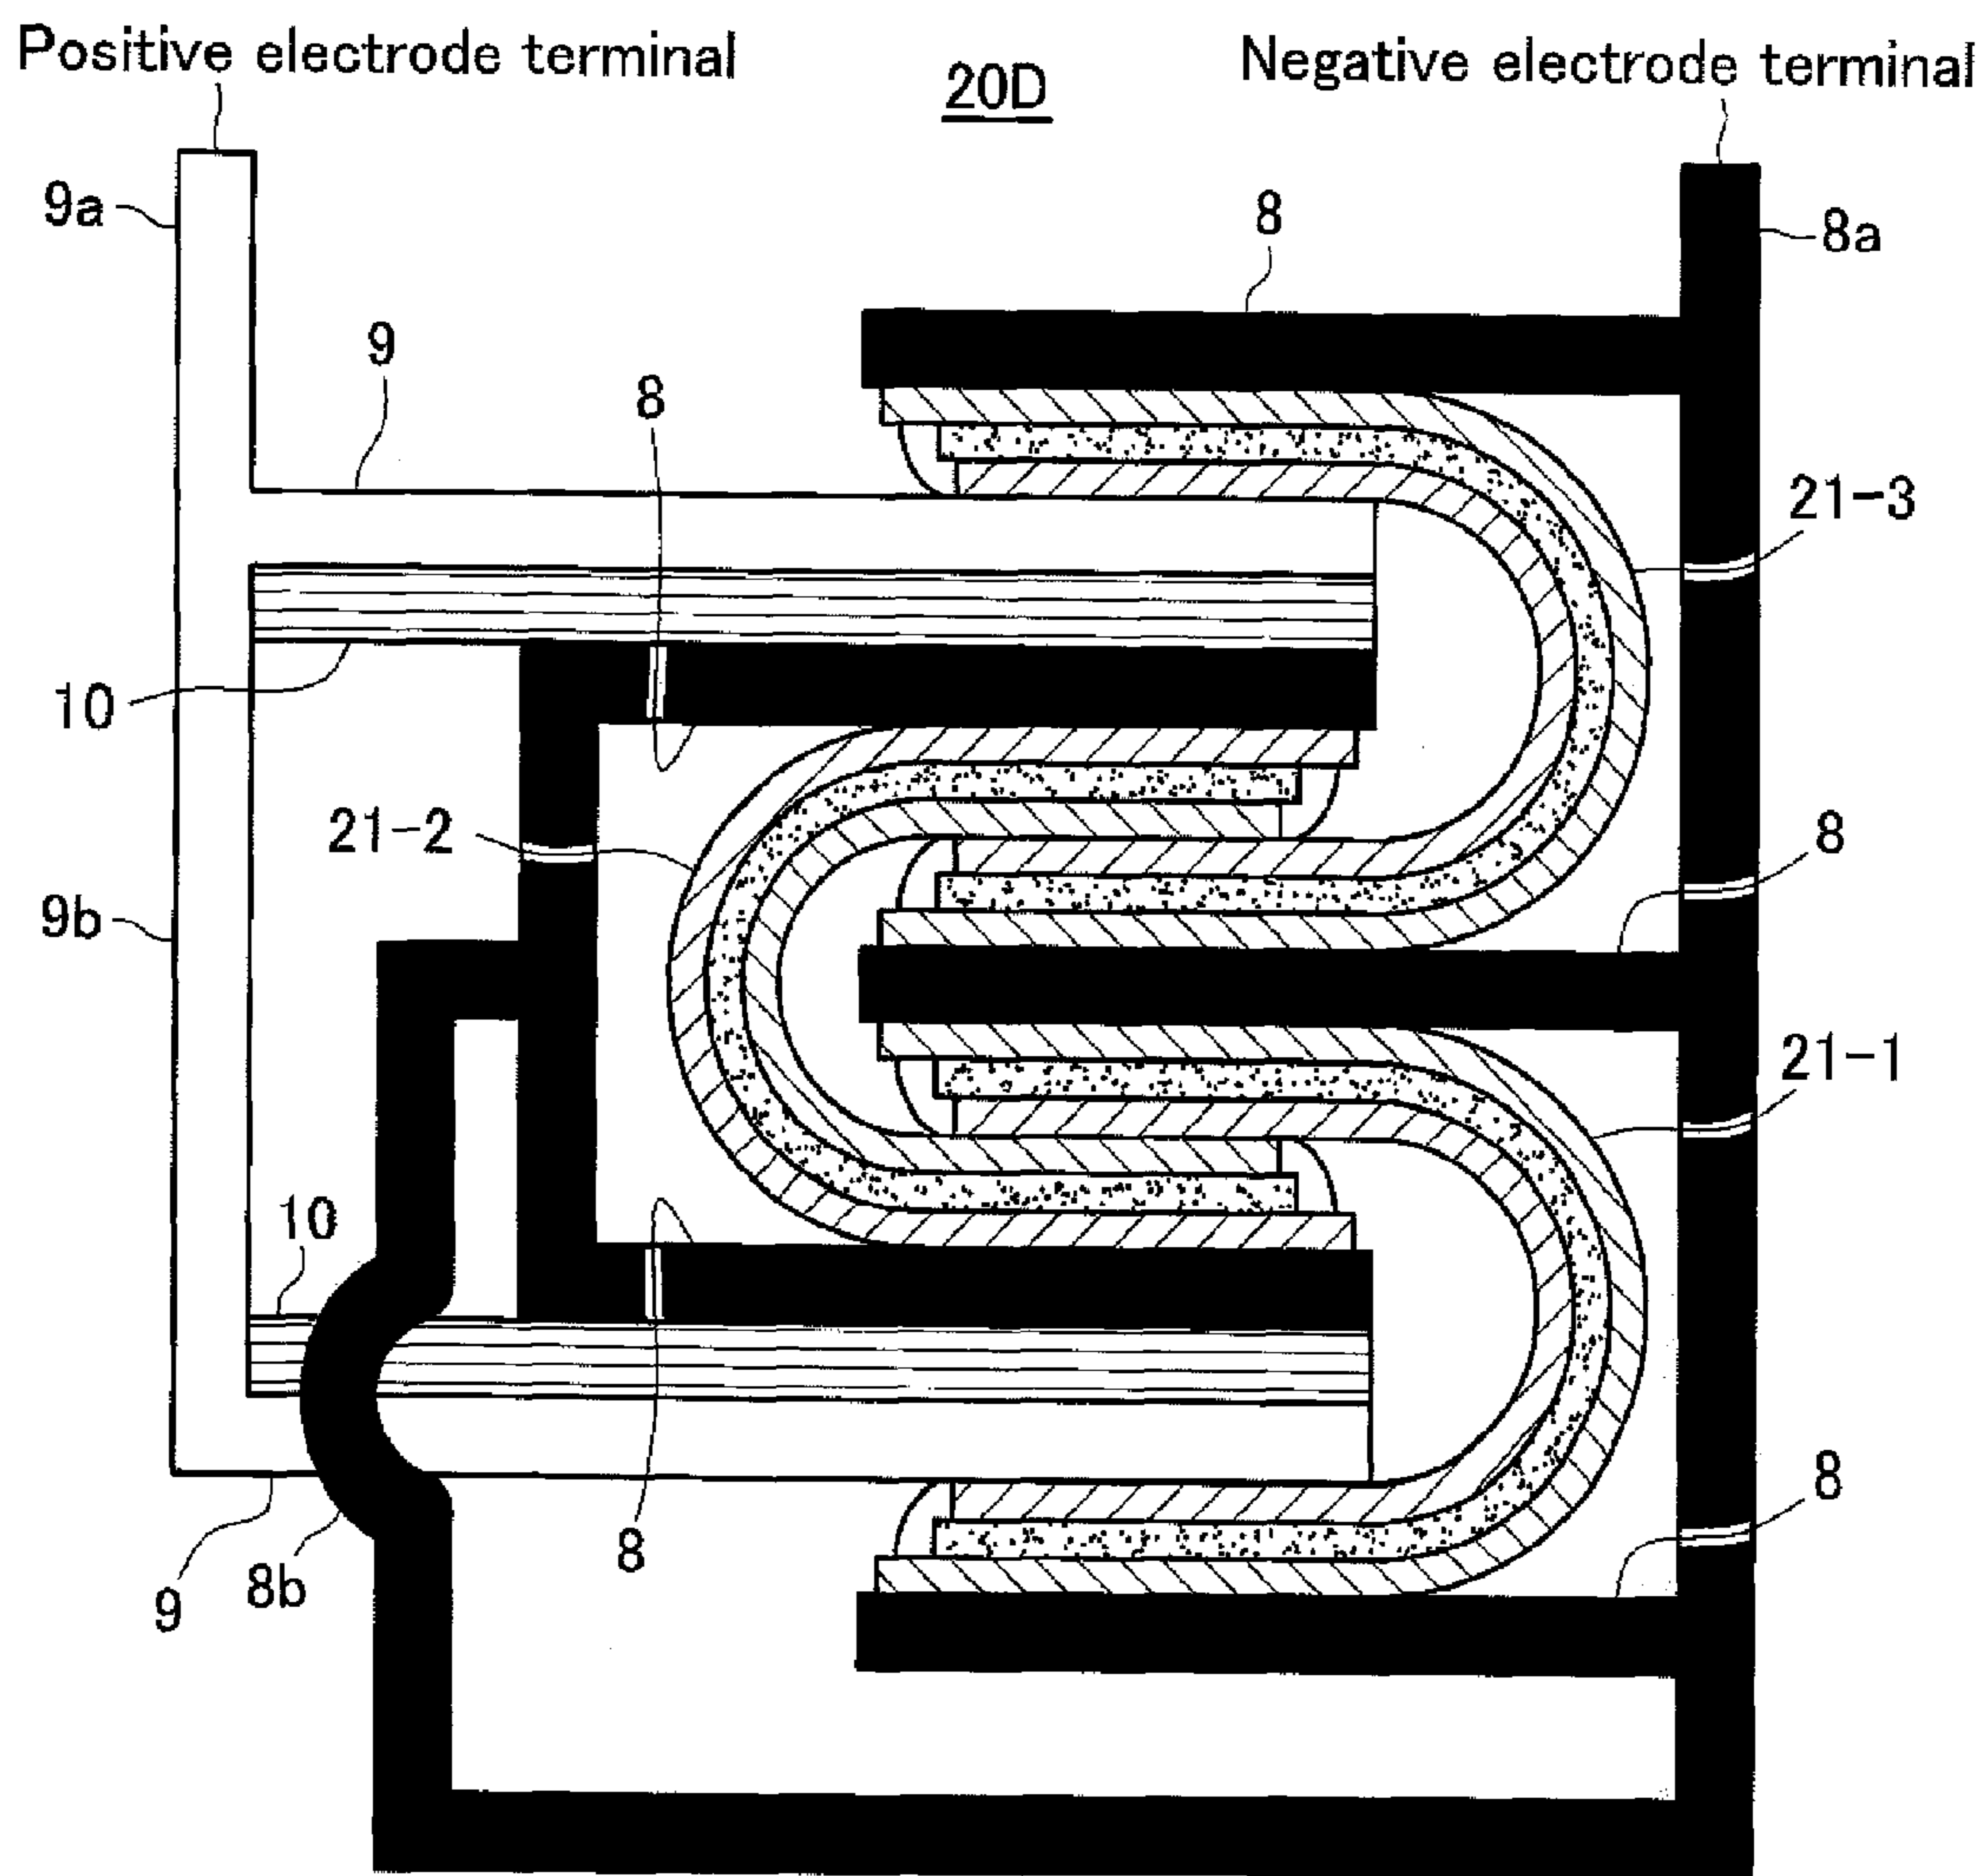 Positive electrode terminal
20D
Negative electrode terminal
9a
8
8a
9
8
21-3
10
21-2
8
9b
21-1
10
8
8
9
8b